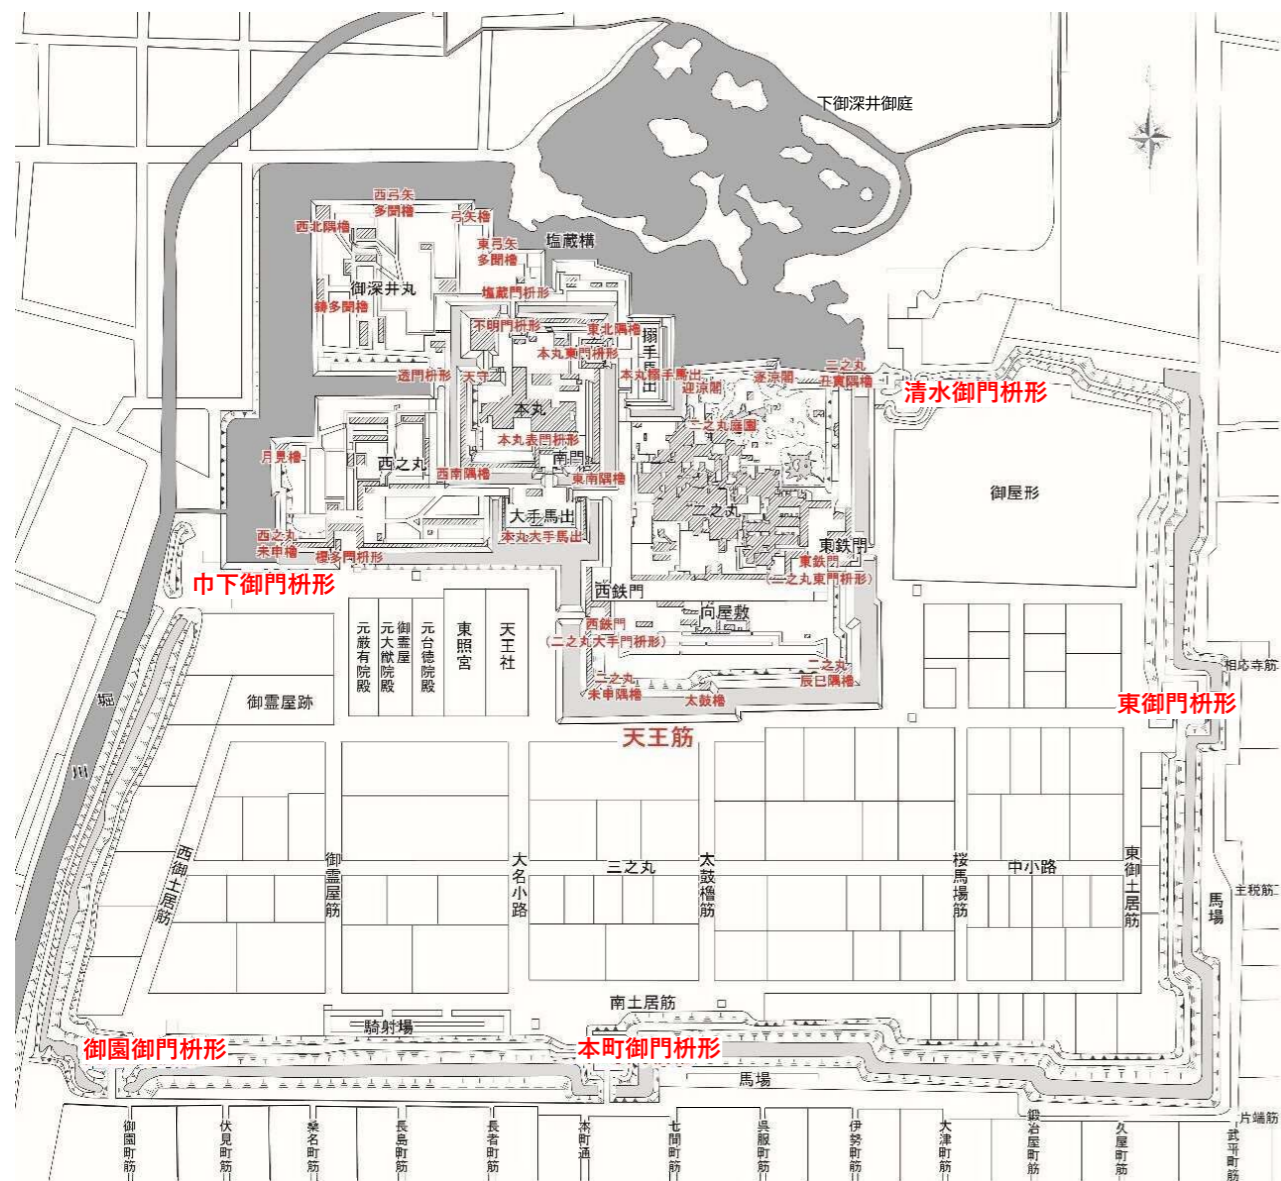 下御深井御庭
西弓矢
多聞櫓
弓矢櫓
西北隅櫓
東弓矢
多聞櫓
塩蔵構
御深井丸
塩蔵門枡形
鋳多聞櫓
不明門枡形
東北隅櫓
搦手馬出
本丸東門枡形
透門枡形
天守
本丸搦手馬出
迎涼閣
逐涼閣
二之丸
丑寅隅櫓
清水御門枡形
本丸
二之丸庭園
本丸表門枡形
南門
月見櫓
西之丸
西南隅櫓
東南隅櫓
御屋形
大手馬出
二之丸
本丸大手馬出
西之丸
未申櫓
榎多門枡形
東鉄門
東鉄門
(二之丸東門枡形)
巾下御門枡形
西鉄門
向屋敷
西鉄門
(二之丸大手門枡形)
元厳有院殿
元大猷院殿
御霊屋
元台徳院殿
東照宮
天王社
二之丸
辰巳隅櫓
二之丸
未申隅櫓
太鼓櫓
相応寺筋
御霊屋跡
東御門枡形
堀川
天王筋
西御土居筋
御霊屋筋
大名小路
三之丸
太鼓櫓筋
桜馬場筋
中小路
東御土居筋
馬場
主税筋
南土居筋
騎射場
御園御門枡形
本町御門枡形
馬場
片端筋
御園町筋
伏見町筋
桑名町筋
長島町筋
長者町筋
本町通
七間町筋
呉服町筋
伊勢町筋
大津町筋
鍛冶屋町筋
久屋町筋
武平町筋